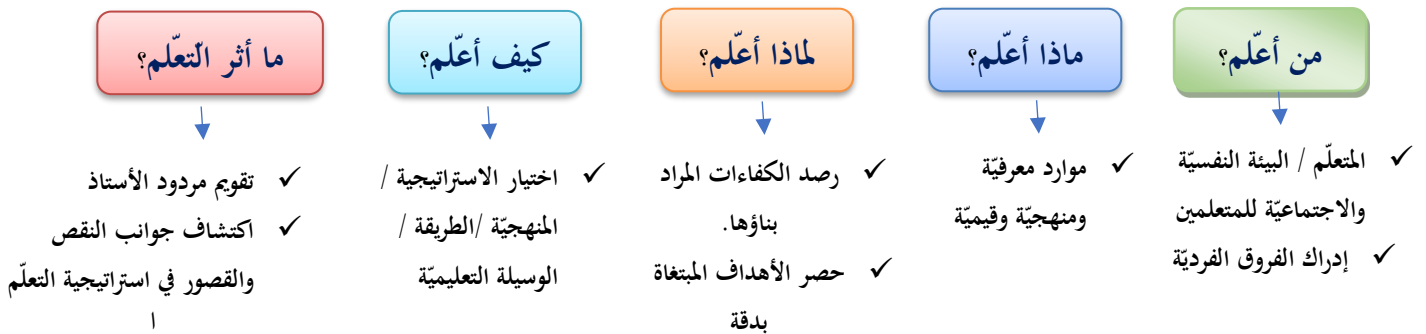 من أعلّم؟
المتعلّم / البيئة النفسيّة
والاجتماعيّة للمتعلمين
إدراك الفروق الفرديّة
ماذا أعلّم؟
موارد معرفيّة
ومنهجيّة وقيميّة
لماذا أعلّم؟
رصد الكفاءات المراد
بناؤها.
حصر الأهداف المبتغاة
بدقة
كيف أعلّم؟
اختيار الاستراتيجية /
المنهجيّة /الطريقة /
الوسيلة التعليميّة
ما أثر التّعلّم؟
تقويم مردود الأستاذ
اكتشاف جوانب النقص
والقصور في استراتيجية التعلّم
ا